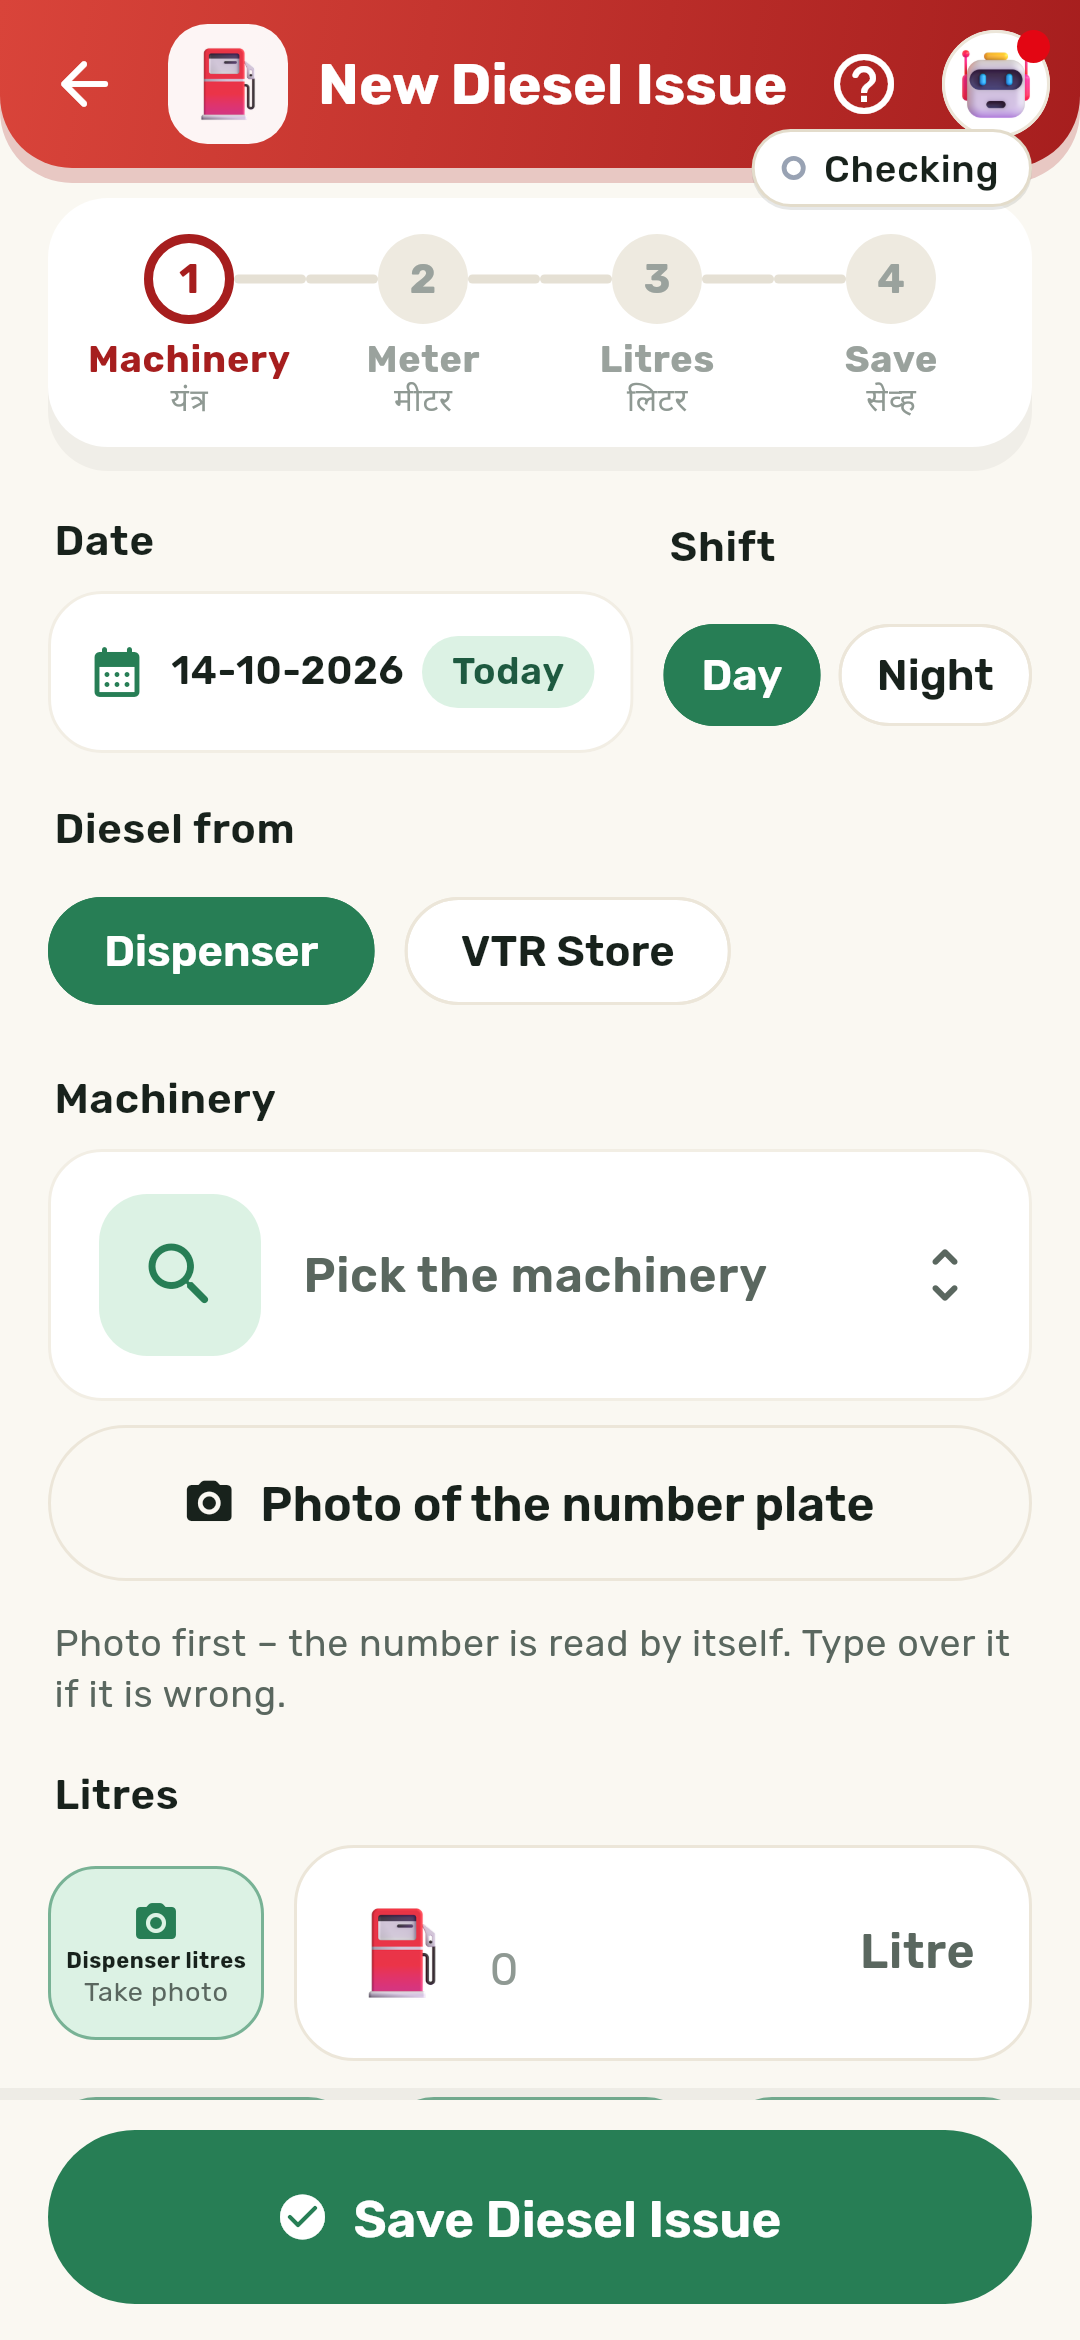 New Diesel Issue
Checking
1 2 3 4
Machinery Meter Litres Save
यंत्र मीटर लिटर सेव्ह
Date
Shift
14-10-2026 Today
Day Night
Diesel from
Dispenser VTR Store
Machinery
Pick the machinery
Photo of the number plate
Photo first – the number is read by itself. Type over it
if it is wrong.
Litres
Dispenser litres
Take photo
0 Litre
Save Diesel Issue